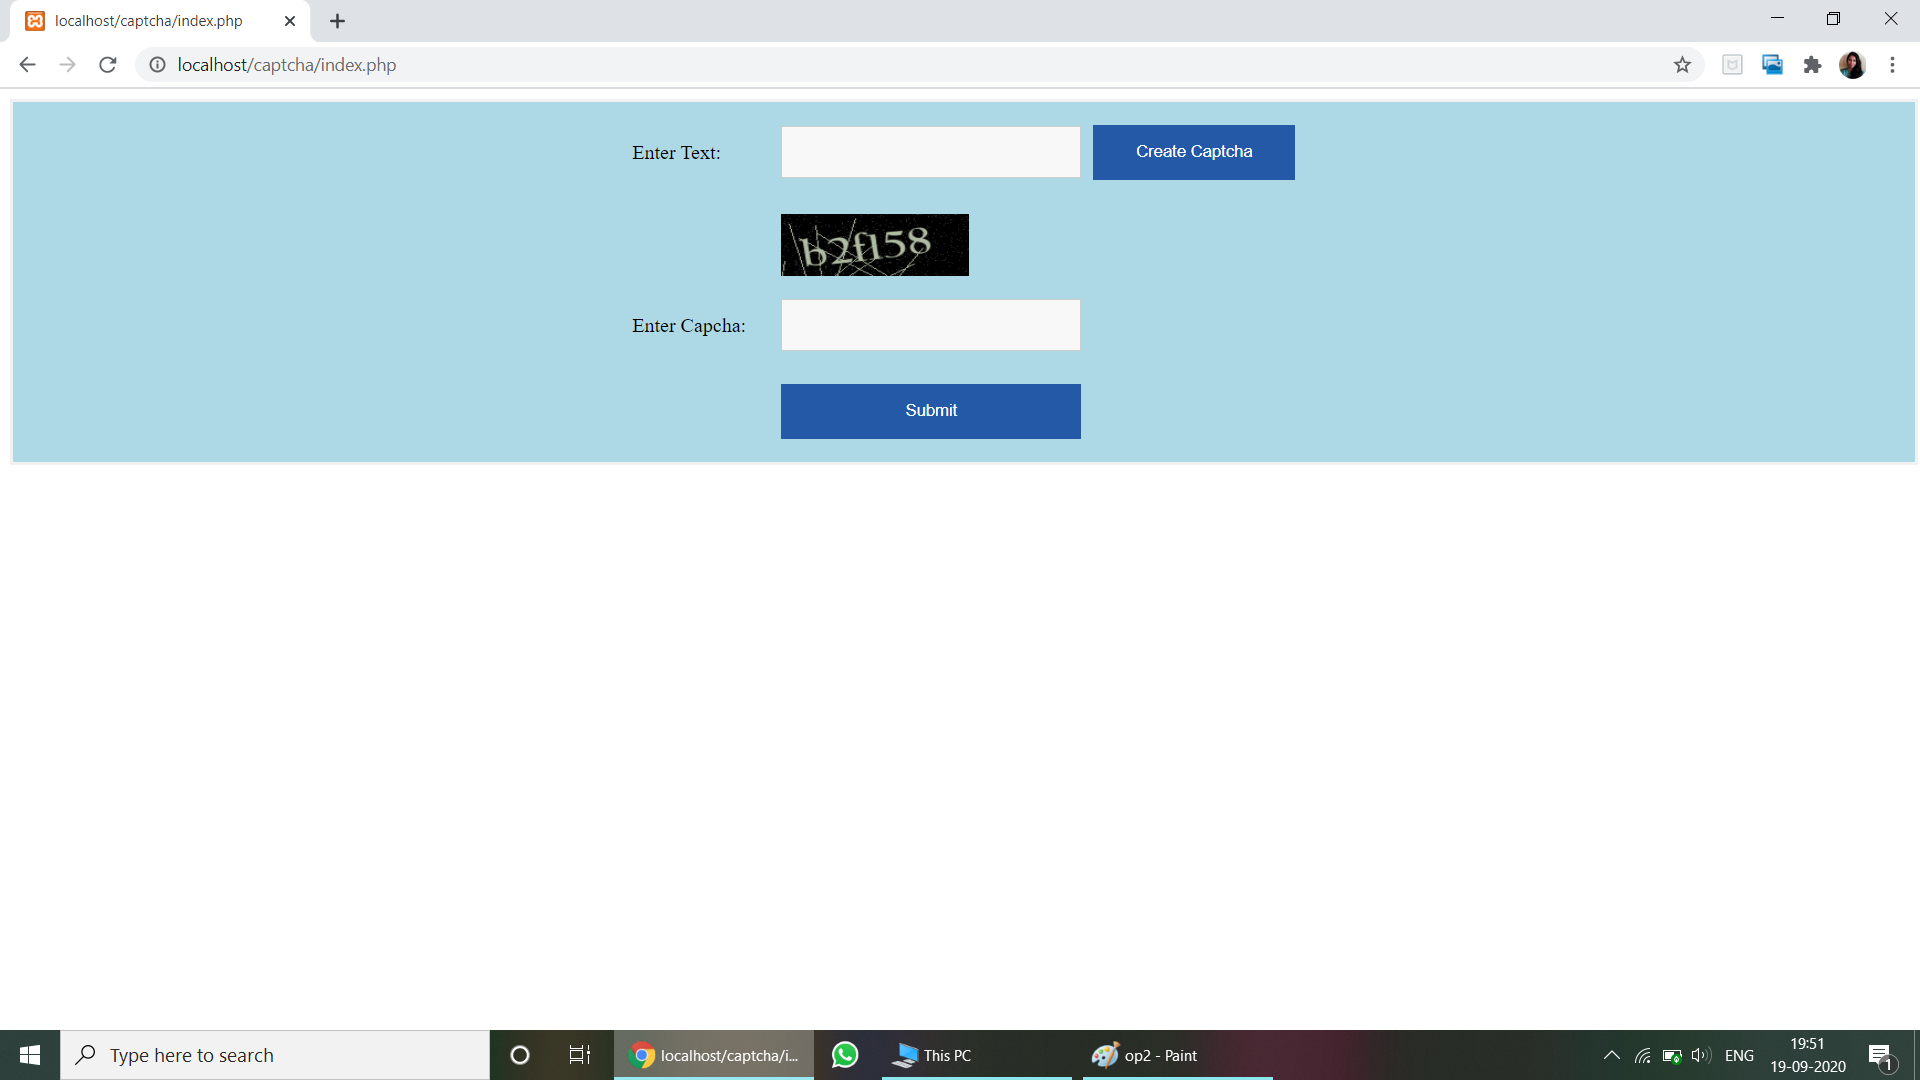 localhost/captcha/index.php
localhost/captcha/index.php
Enter Text:
Create Captcha
b2f158
Enter Capcha:
Submit
Type here to search
localhost/captcha/i...
This PC
op2 - Paint
ENG
19:51
19-09-2020
1